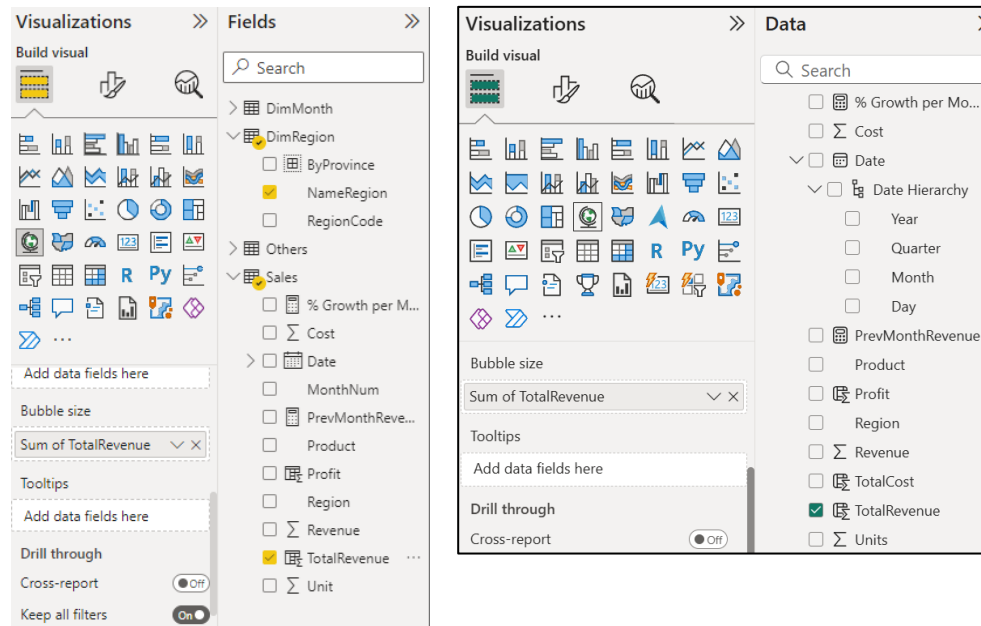 Visualizations
Build visual
123
R
Py
Add data fields here
Bubble size
Sum of TotalRevenue
Tooltips
Add data fields here
Drill through
Cross-report
Off
Keep all filters
On
Fields
Search
DimMonth
DimRegion
ByProvince
NameRegion
RegionCode
Others
Sales
% Growth per M...
Cost
Date
MonthNum
PrevMonthReve...
Product
Profit
Region
Revenue
TotalRevenue
Unit
Visualizations
Build visual
123
R
Py
123
Bubble size
Sum of TotalRevenue
Tooltips
Add data fields here
Drill through
Cross-report
Off
Data
Search
% Growth per Mo...
Cost
Date
Date Hierarchy
Year
Quarter
Month
Day
PrevMonthRevenue
Product
Profit
Region
Revenue
TotalCost
TotalRevenue
Units